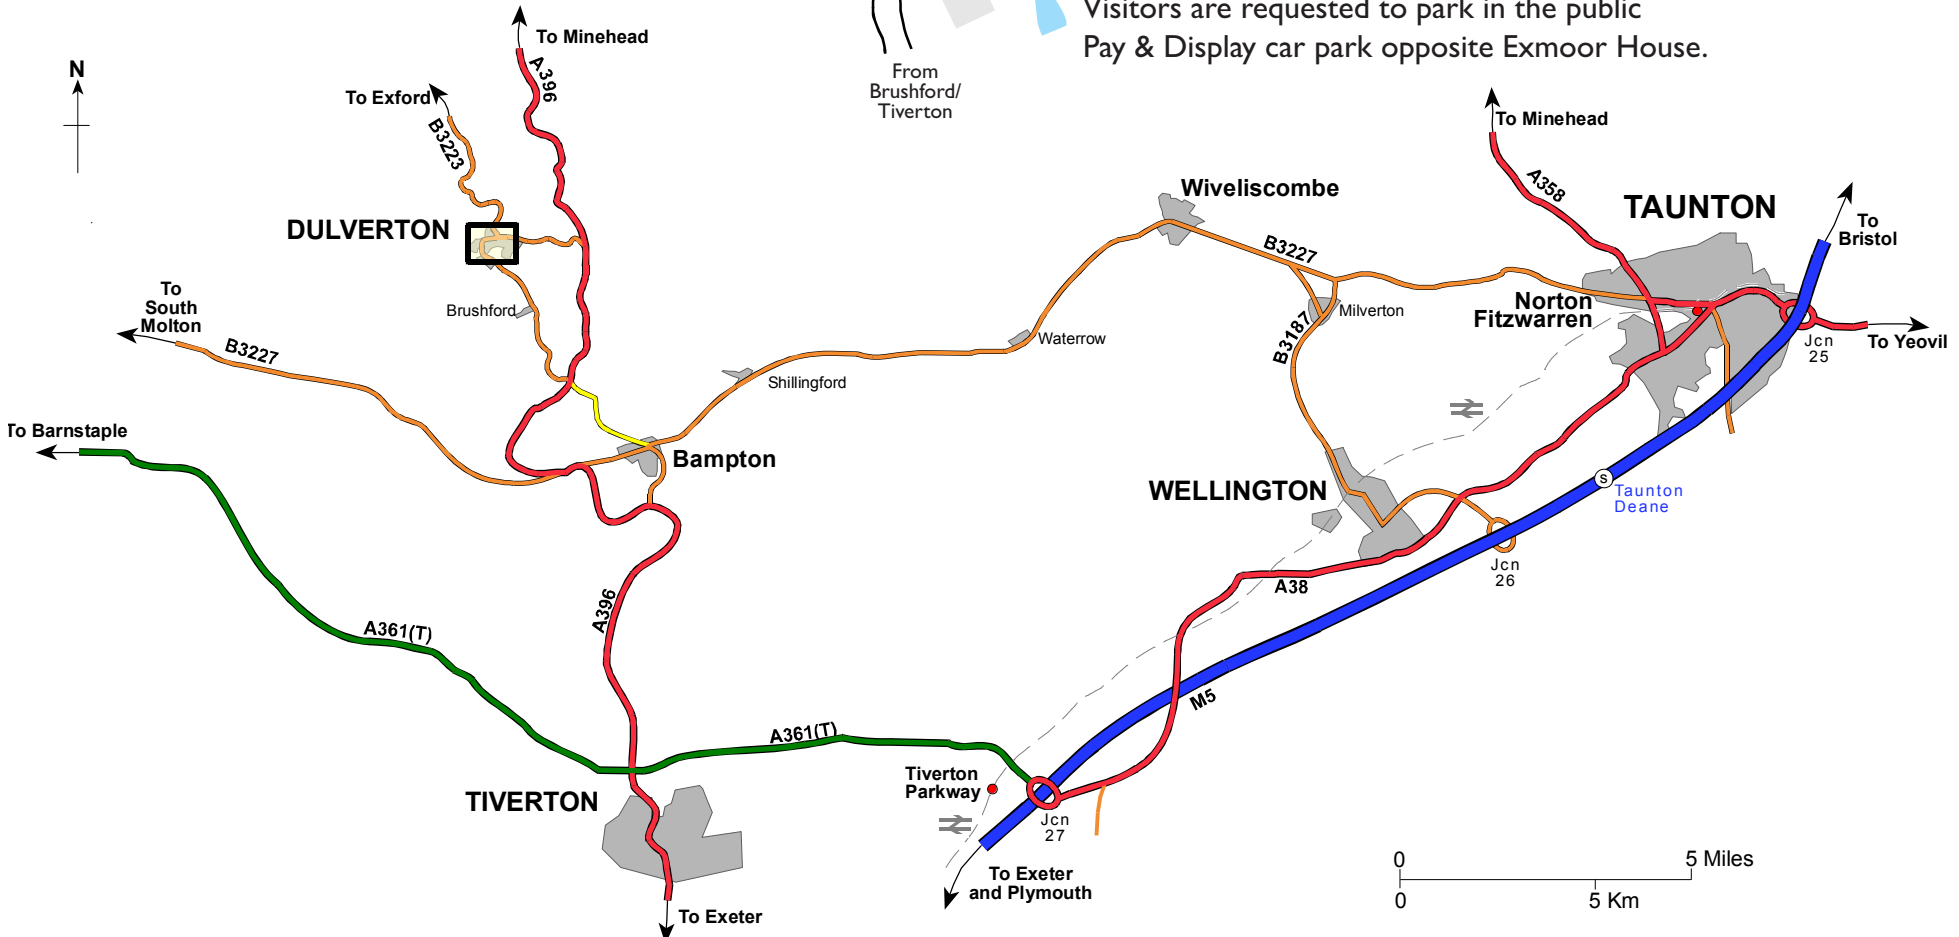 Visitors are requested to park in the public
Pay & Display car park opposite Exmoor House.
From
Brushford/
Tiverton
N
To Minehead
A396
To Exford
B3223
DULVERTON
Brushford
To
South
Molton
B3227
To Barnstaple
A361(T)
Shillingford
Bampton
A396
TIVERTON
To Exeter
A361(T)
Waterrow
Wiveliscombe
B3227
Milverton
B3187
WELLINGTON
To Minehead
A358
TAUNTON
Norton
Fitzwarren
To
Bristol
Jcn
25
To Yeovil
S
Taunton
Deane
Jcn
26
A38
M5
Tiverton
Parkway
Jcn
27
To Exeter
and Plymouth
0
5 Miles
0
5 Km